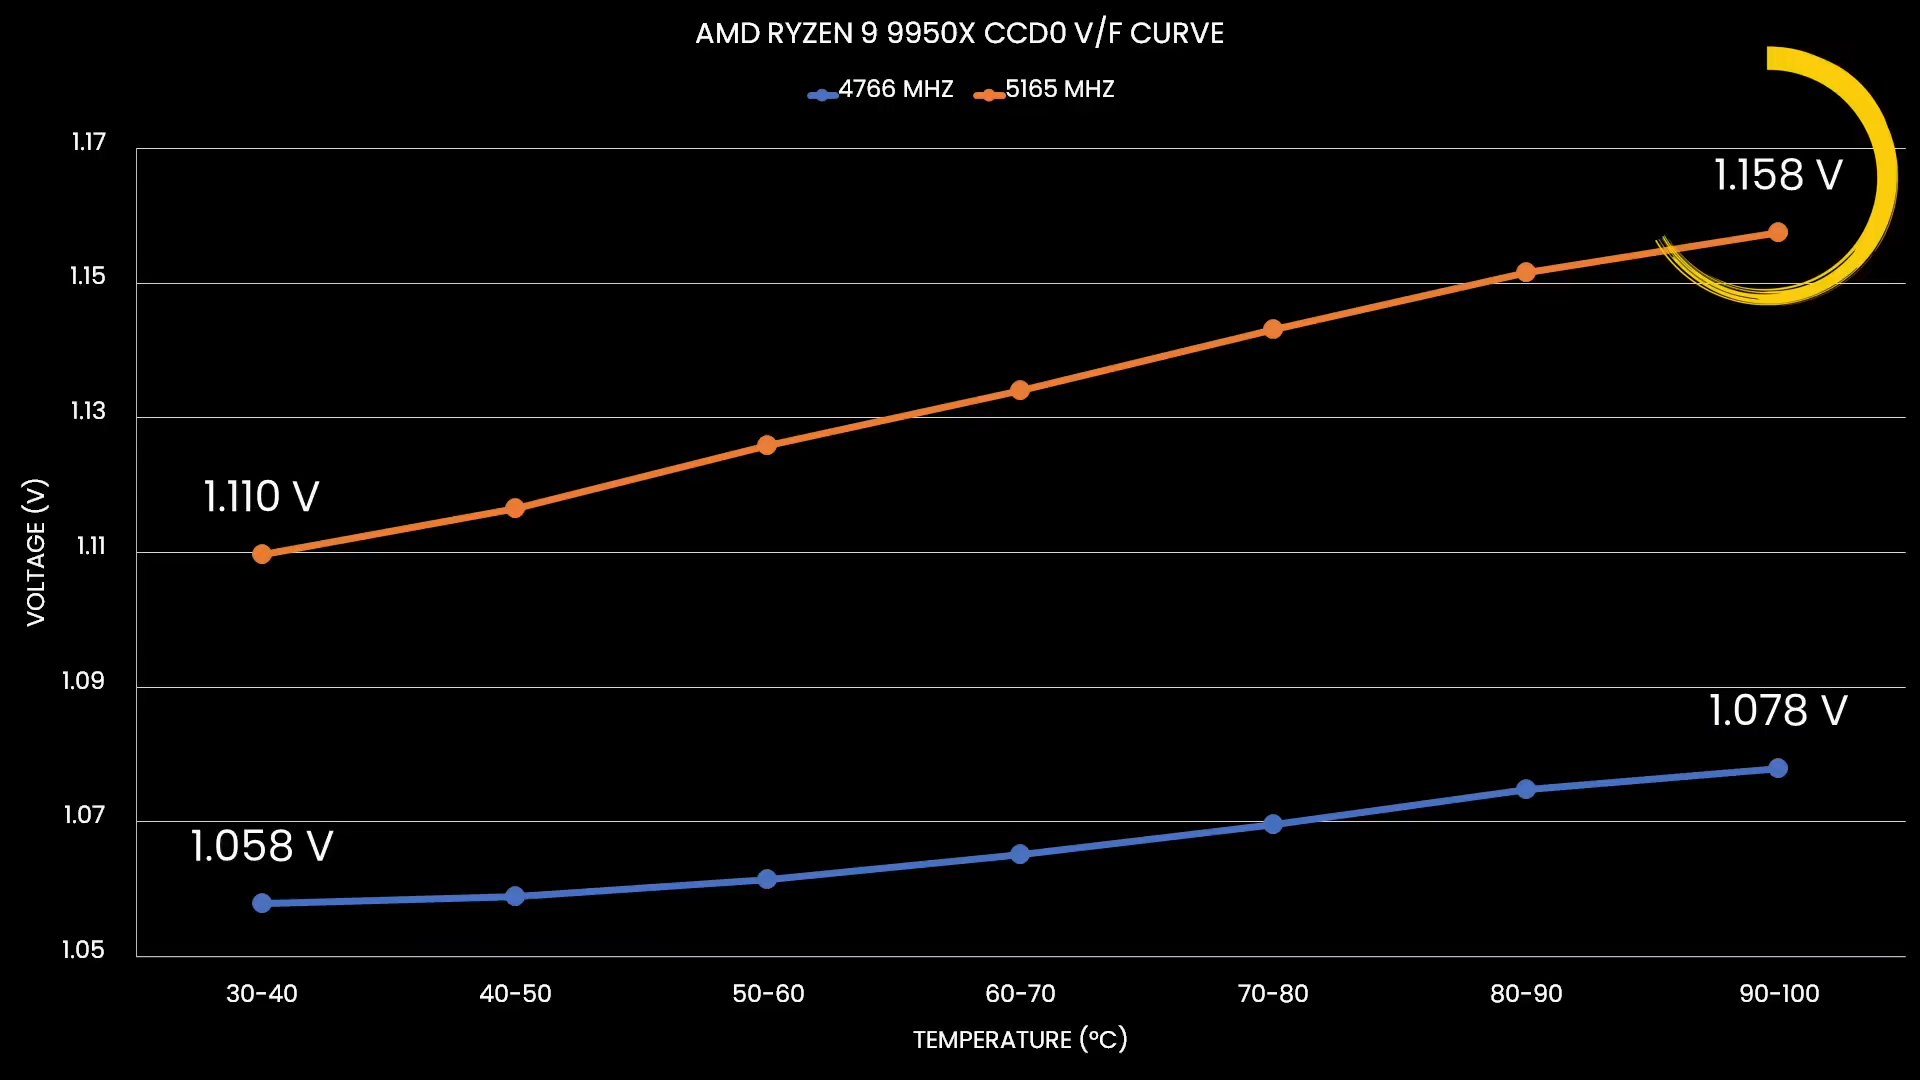 AMD RYZEN 9 9950X CCD0 V/F CURVE
4766 MHZ 5165 MHZ
1.17
1.158 V
1.15
1.13
1.110 V
1.11
VOLTAGE (V)
1.09
1.078 V
1.07
1.058 V
1.05
30-40 40-50 50-60 60-70 70-80 80-90 90-100
TEMPERATURE (°C)